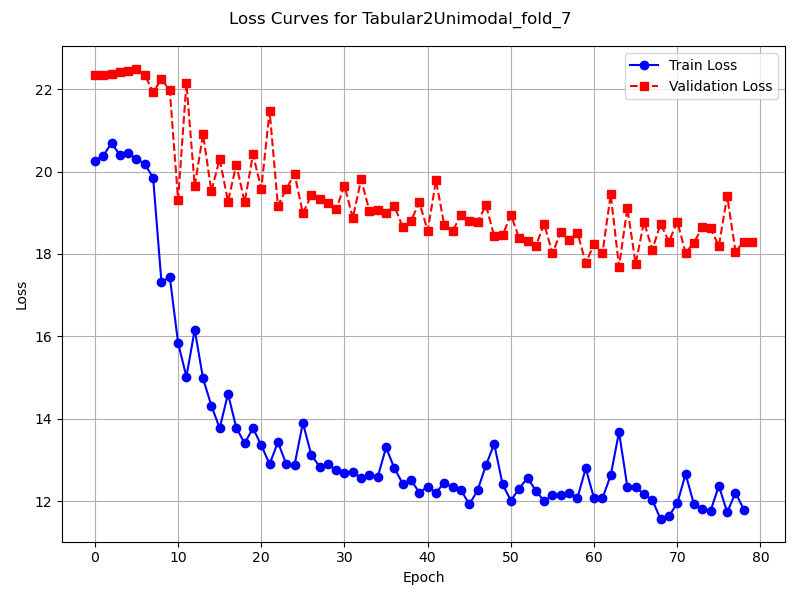 Loss Curves for Tabular2Unimodal_fold_7
Train Loss
Validation Loss
22
20
18
16
14
12
Loss
0 10 20 30 40 50 60 70 80
Epoch